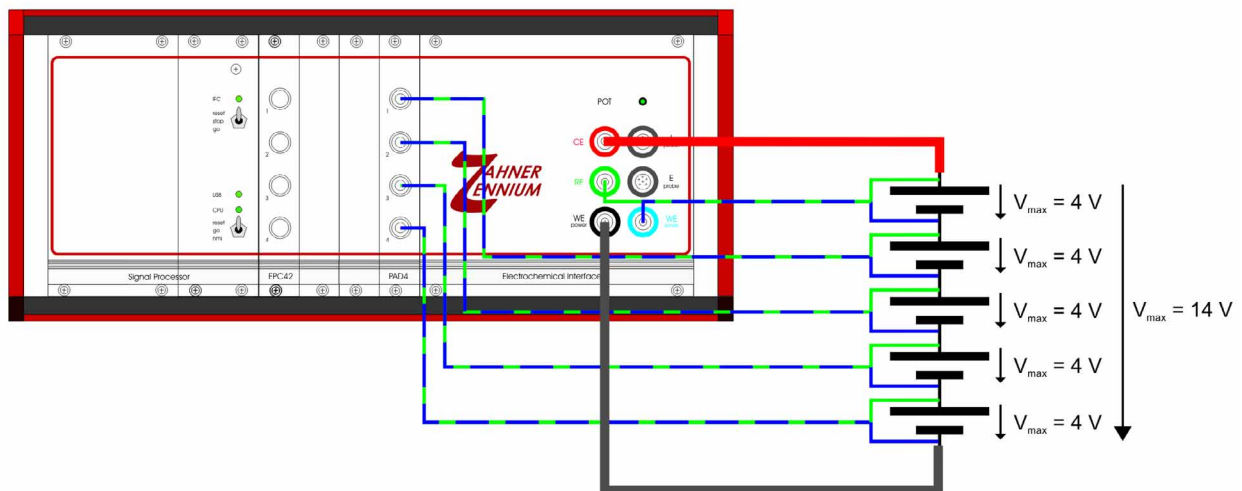 IFC
reset
stop
go
USB
CPU
reset
go
nmi
1
2
3
4
1
2
3
4
ZAHNER
ZENNIUM
POT
CE
RE
E
probe
WE
power
WE
Signal Processor
EPC42
PAD4
Electrochemical Interface
Vmax = 4 V
Vmax = 4 V
Vmax = 4 V
Vmax = 4 V
Vmax = 4 V
Vmax = 14 V